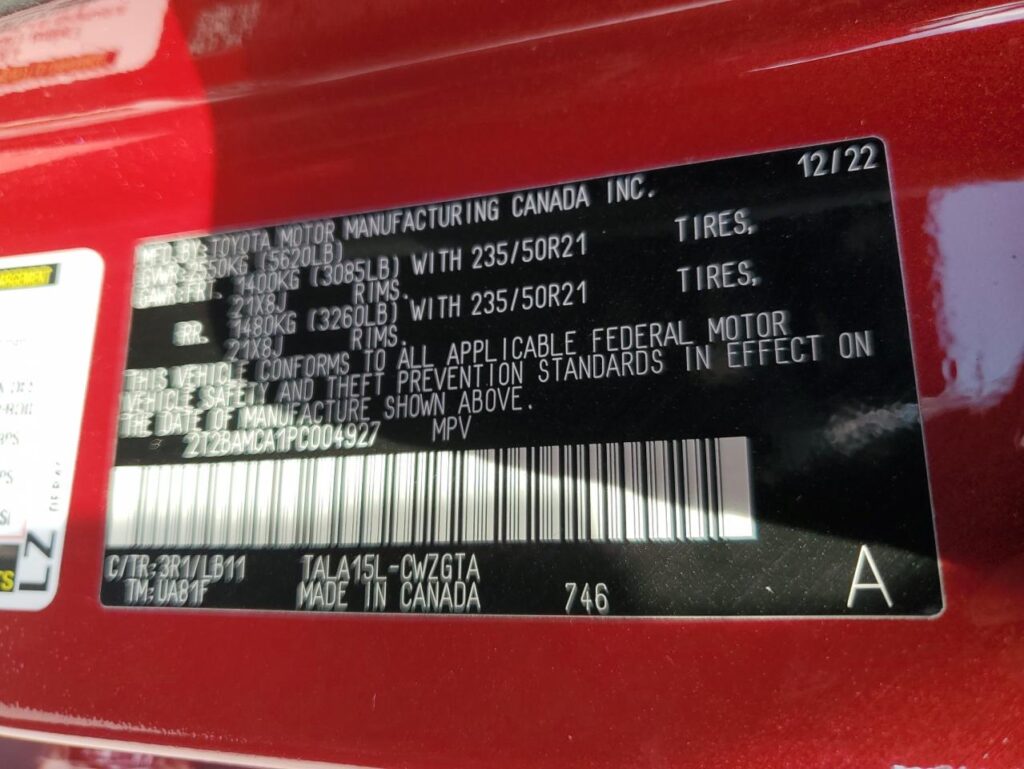 12/22
MFD.BY:TOYOTA MOTOR MANUFACTURING CANADA INC.
GVWR:2550KG (5620LB)
GAWR:FRT. 1400KG (3085LB) WITH 235/50R21 TIRES,
21X8J RIMS.
RR. 1480KG (3260LB) WITH 235/50R21 TIRES,
21X8J RIMS.
THIS VEHICLE CONFORMS TO ALL APPLICABLE FEDERAL MOTOR
VEHICLE SAFETY AND THEFT PREVENTION STANDARDS IN EFFECT ON
THE DATE OF MANUFACTURE SHOWN ABOVE.
2T2BAMCA1PC004927 MPV
C/TR:3R1/LB11 TALA15L-CWZGTA
TM:UA81F MADE IN CANADA 746
A
LZ